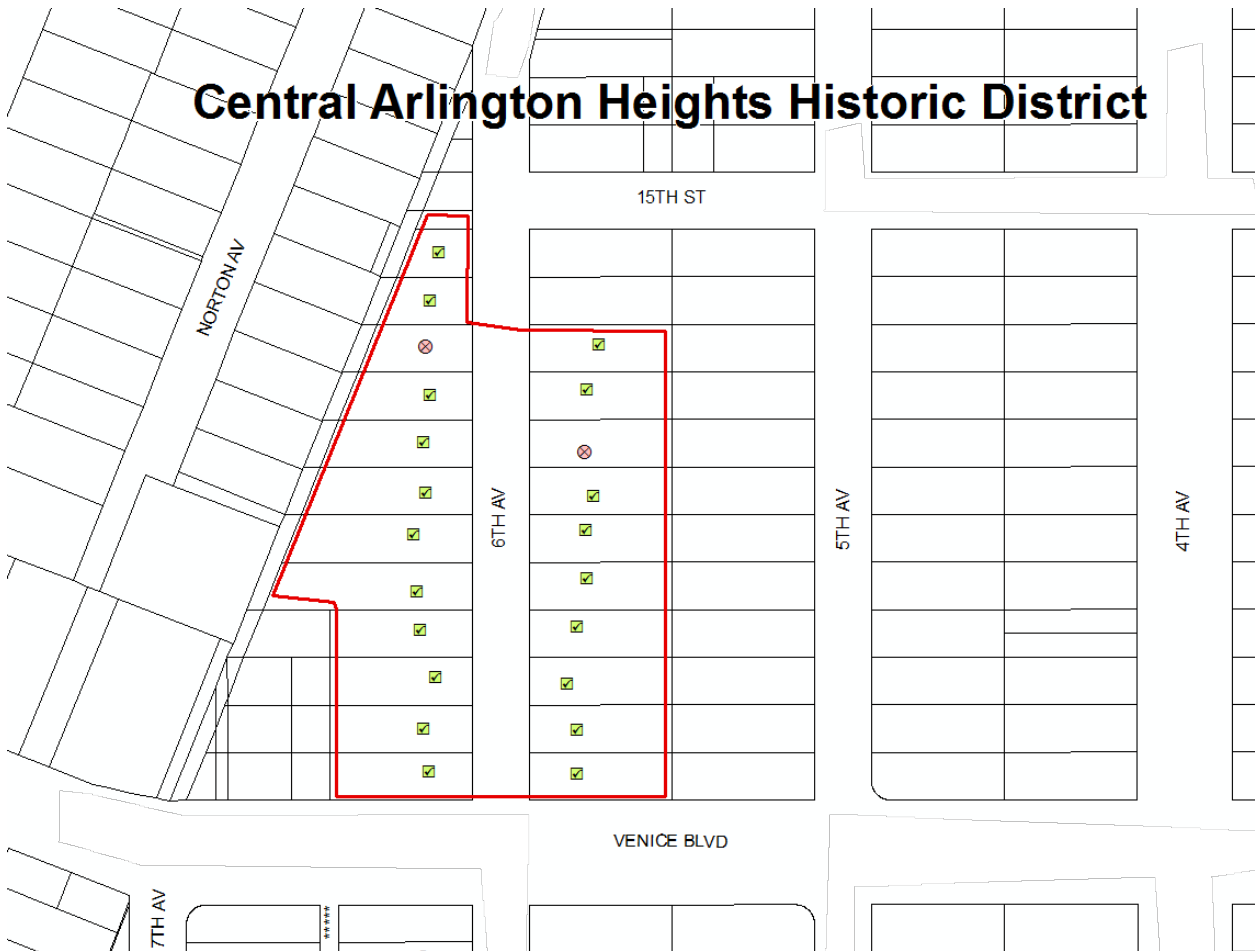 Central Arlington Heights Historic District
15TH ST
NORTON AV
6TH AV
5TH AV
4TH AV
VENICE BLVD
7TH AV
*****